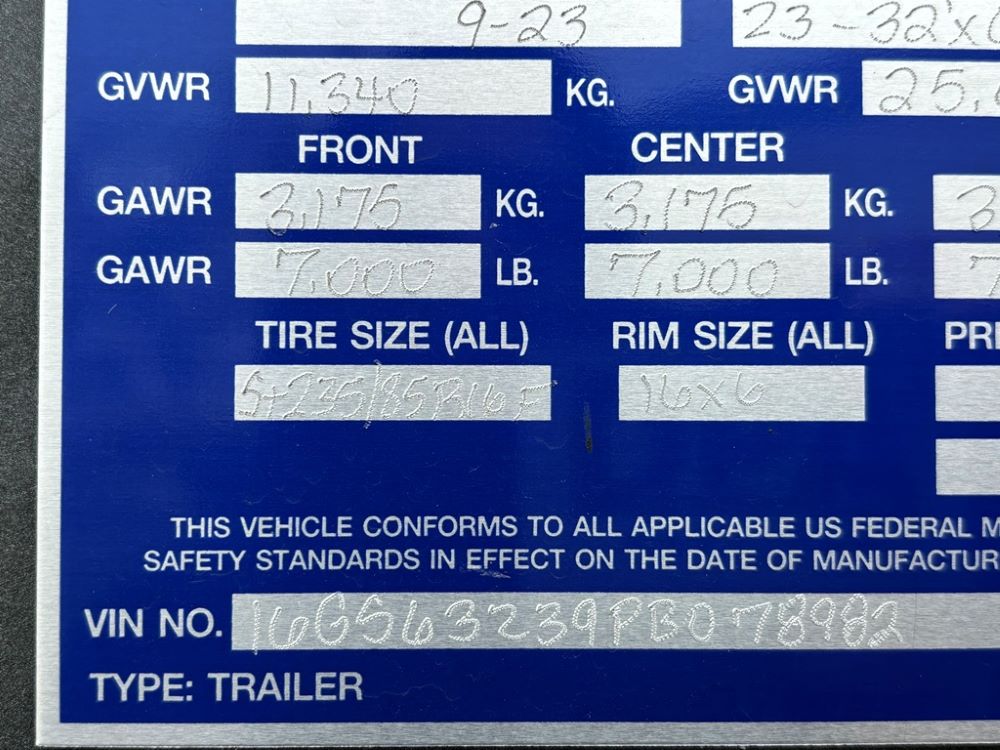 9-23 23-32'x
GVWR 11,340 KG. GVWR 25,
FRONT CENTER
GAWR 3,175 KG. 3,175 KG. 3
GAWR 7,000 LB. 7,000 LB. 7
TIRE SIZE (ALL) RIM SIZE (ALL) PRI
St235/85R16F 16x6
THIS VEHICLE CONFORMS TO ALL APPLICABLE US FEDERAL M
SAFETY STANDARDS IN EFFECT ON THE DATE OF MANUFACTUR
VIN NO. 16GS63239PB078982
TYPE: TRAILER